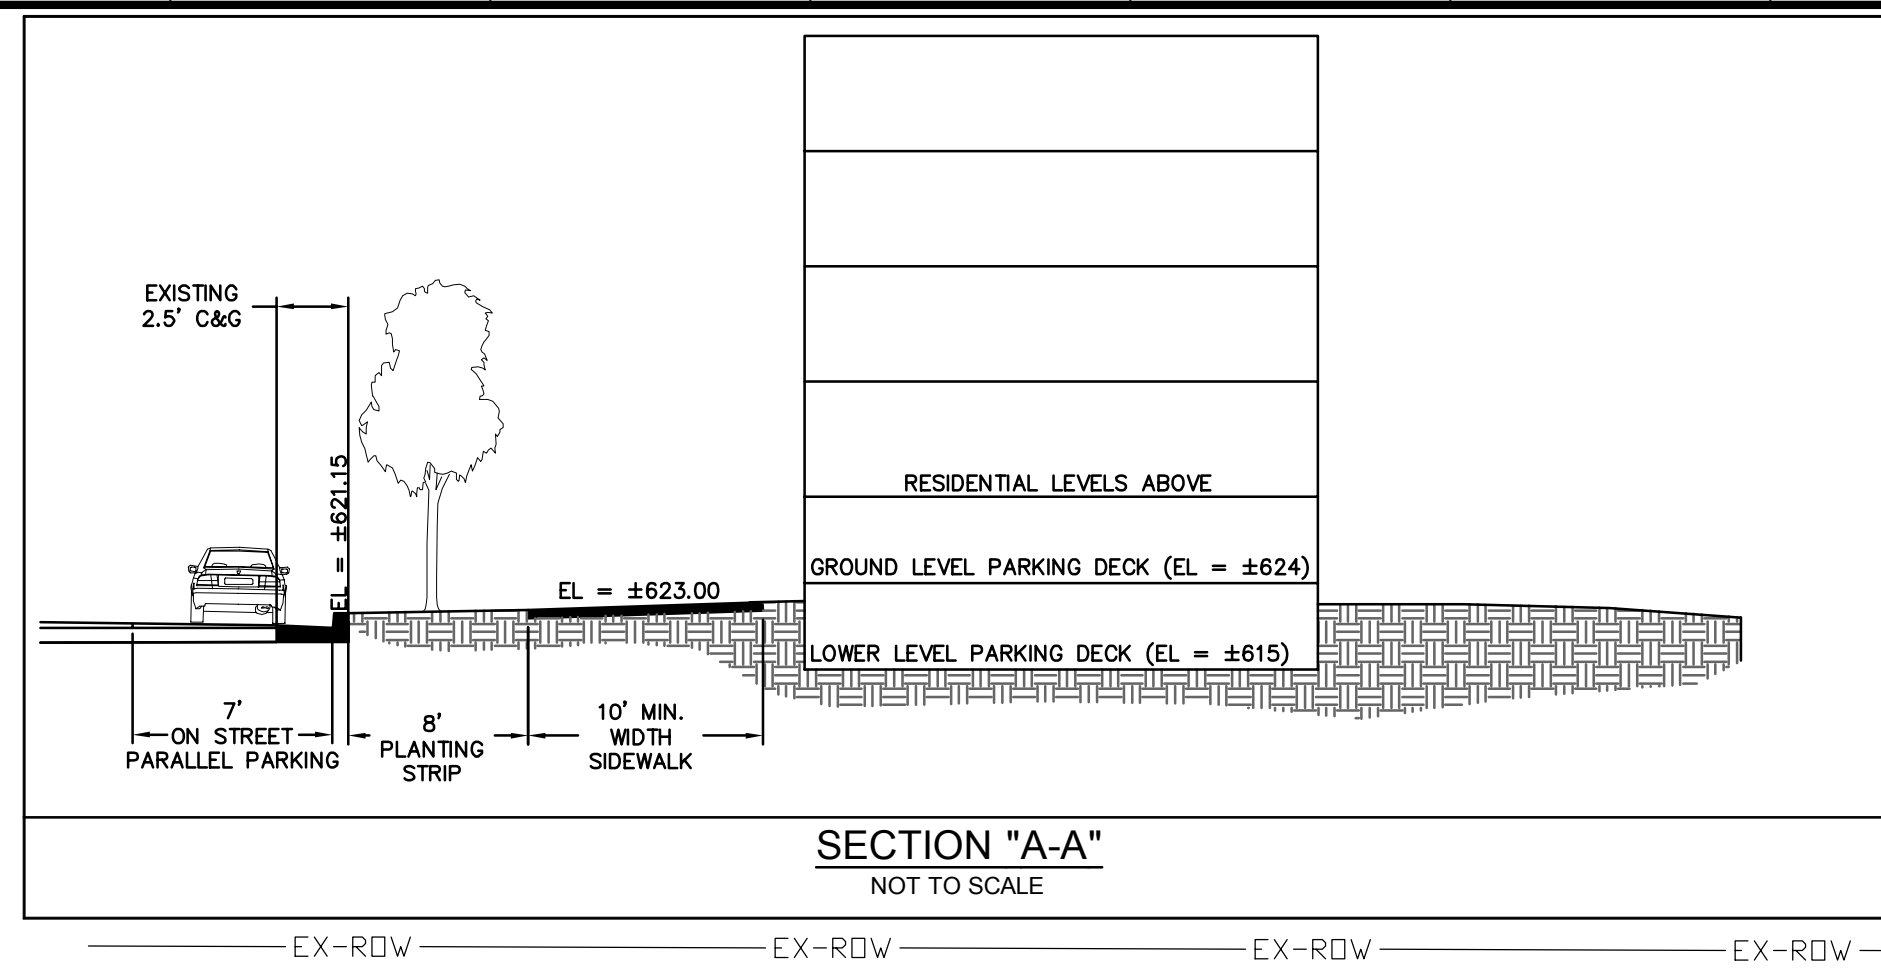 EXISTING
2.5' C&G
EL = ±621.15
RESIDENTIAL LEVELS ABOVE
GROUND LEVEL PARKING DECK (EL = ±624)
EL = ±623.00
LOWER LEVEL PARKING DECK (EL = ±615)
7'
ON STREET
PARALLEL PARKING
8'
PLANTING
STRIP
10' MIN.
WIDTH
SIDEWALK
SECTION "A-A"
NOT TO SCALE
EX-ROW EX-ROW EX-ROW EX-ROW